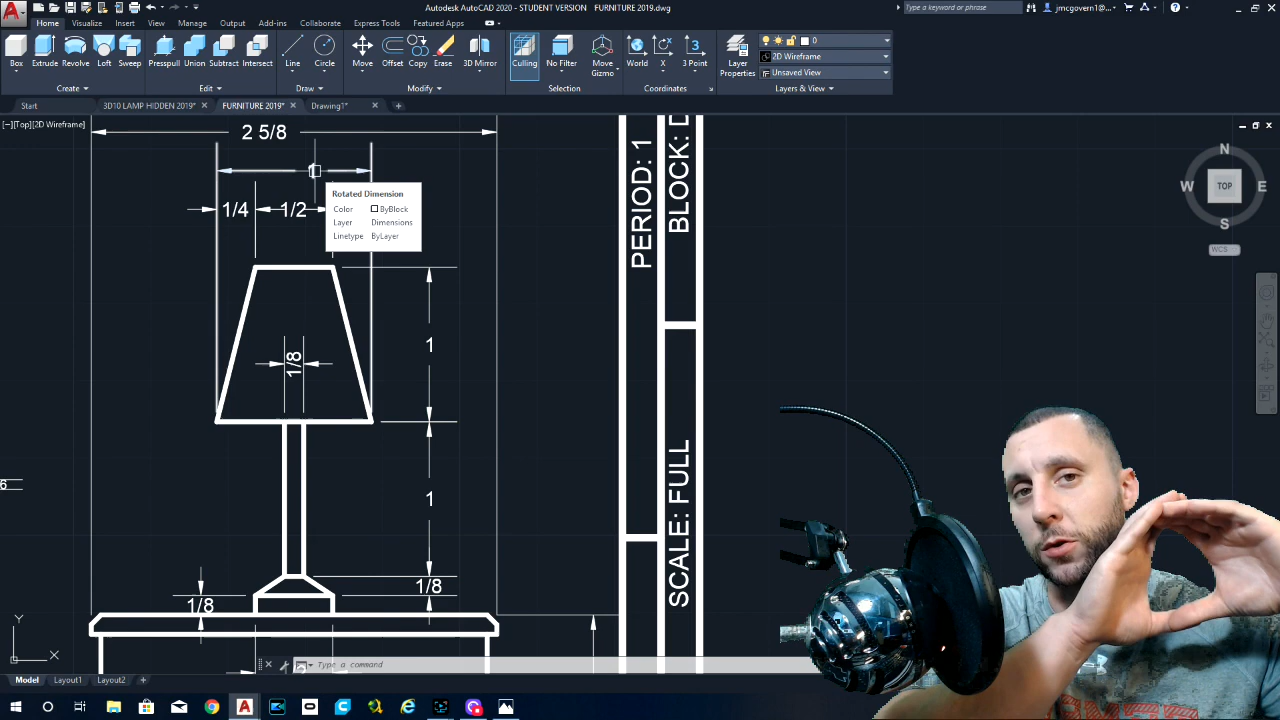 Autodesk AutoCAD 2020 - STUDENT VERSION FURNITURE 2019.dwg
Type a keyword or phrase
jmcgovern1@...
Home Visualize Insert View Manage Output Add-ins Collaborate Express Tools Featured Apps
Box Extrude Revolve Loft Sweep Presspull Union Subtract Intersect Line Circle Move Offset Copy Erase 3D Mirror Culling No Filter Move Gizmo World X 3 Point Layer Properties
0
2D Wireframe
Unsaved View
Create Edit Draw Modify Selection Coordinates Layers & View
Start 3D10 LAMP HIDDEN 2019* FURNITURE 2019* Drawing1*
[−][Top][2D Wireframe]
2 5/8
Rotated Dimension
Color ByBlock
Layer Dimensions
Linetype ByLayer
1/4 1/2
1
1/8
1
1/8
1/8
6
PERIOD: 1
BLOCK: D
SCALE: FULL
N
W TOP E
S
WCS
Y
X
Type a command
Model Layout1 Layout2